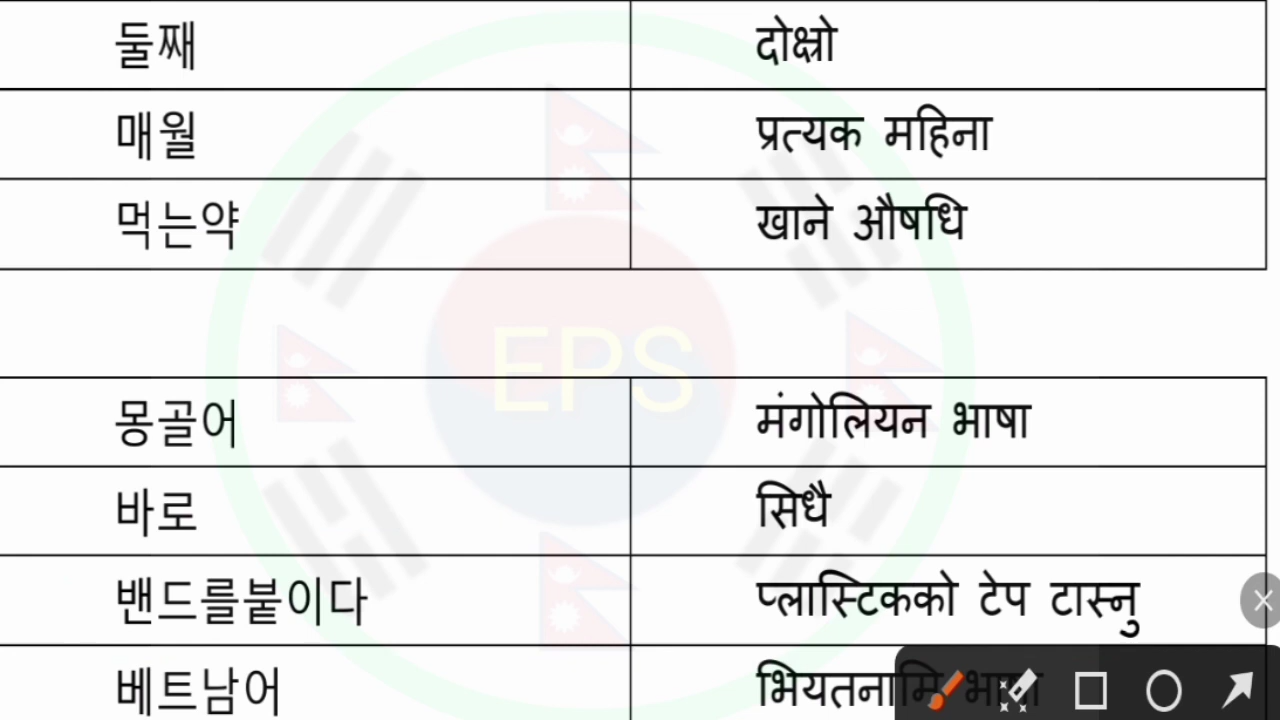 둘째 दोक्ष्रो
매월 प्रत्यक महिना
먹는약 खाने औषधि
EPS
몽골어 मंगोलियन भाषा
바로 सिधै
밴드를붙이다 प्लास्टिकको टेप टास्नु
베트남어 भियतनामि भाषा